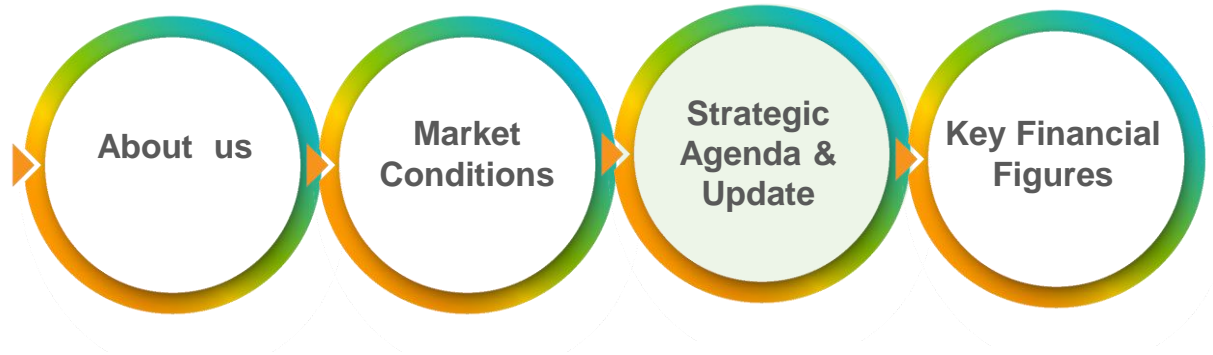 About us
Market
Conditions
Strategic
Agenda &
Update
Key Financial
Figures